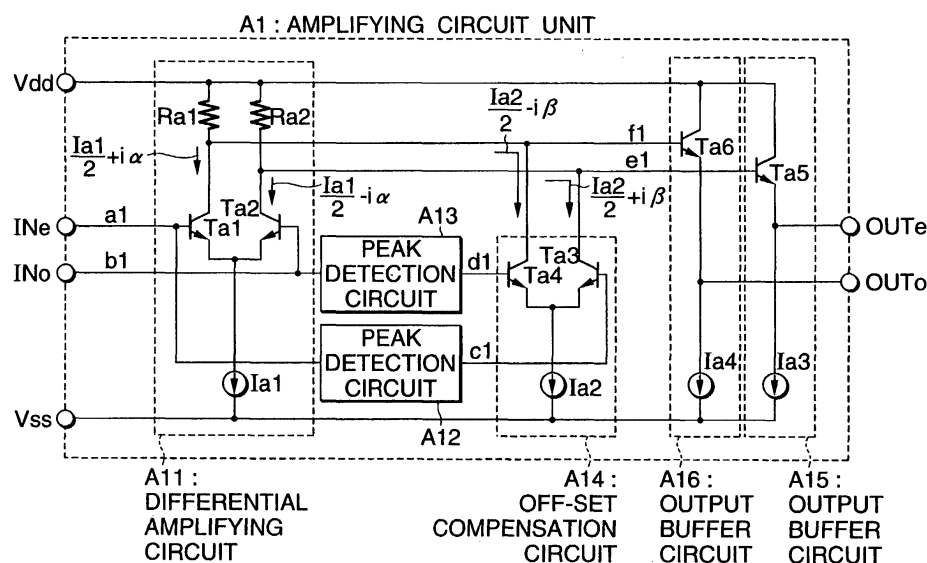 A1 : AMPLIFYING CIRCUIT UNIT
Vdd
Ra1
Ra2
Ia2/2 -iβ
f1
Ta6
Ia1/2 +iα
e1
Ta5
Ia1/2 -iα
Ia2/2 +iβ
INe
a1
Ta2
Ta1
A13
OUTe
INo
b1
PEAK
DETECTION
CIRCUIT
d1
Ta3
Ta4
OUTo
PEAK
DETECTION
CIRCUIT
c1
Ia1
Ia2
Ia4
Ia3
Vss
A12
A11 :
DIFFERENTIAL
AMPLIFYING
CIRCUIT
A14 :
OFF-SET
COMPENSATION
CIRCUIT
A16 :
OUTPUT
BUFFER
CIRCUIT
A15 :
OUTPUT
BUFFER
CIRCUIT